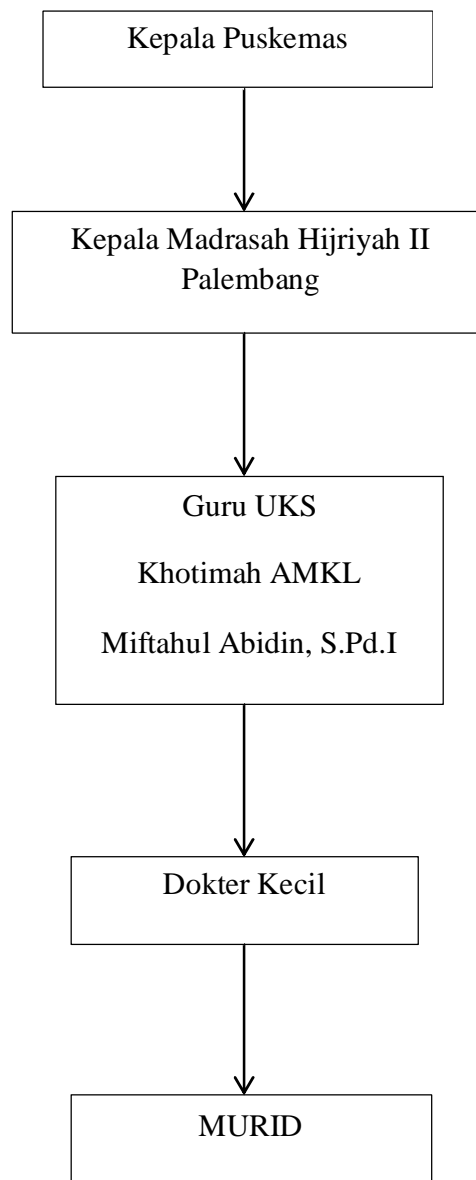 Kepala Puskemas
Kepala Madrasah Hijriyah II
Palembang
Guru UKS
Khotimah AMKL
Miftahul Abidin, S.Pd.I
Dokter Kecil
MURID